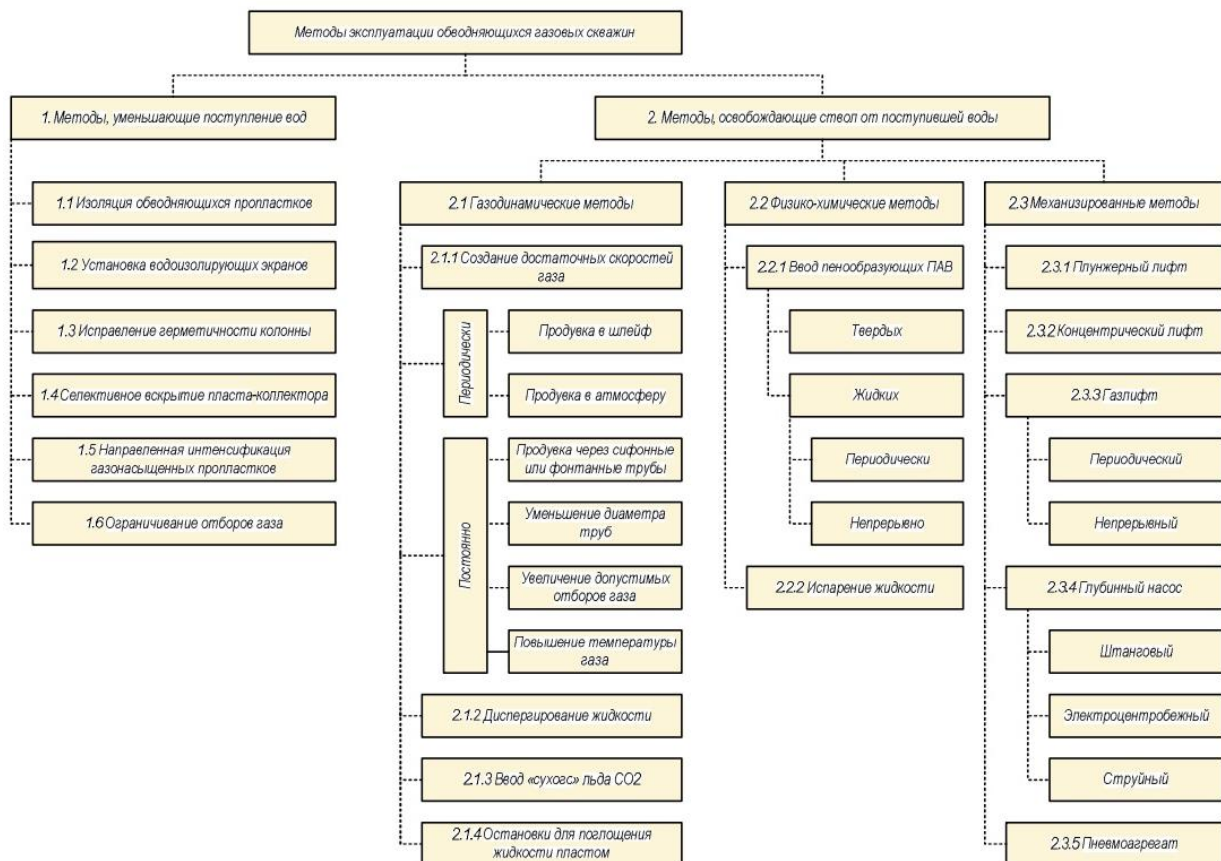 Методы эксплуатации обводняющихся газовых скважин
1. Методы, уменьшающие поступление вод
2. Методы, освобождающие ствол от поступившей воды
1.1 Изоляция обводняющихся пропластков
1.2 Установка водоизолирующих экранов
1.3 Исправление герметичности колонны
1.4 Селективное вскрытие пласта-коллектора
1.5 Направленная интенсификация
газонасыщенных пропластков
1.6 Ограничивание отборов газа
2.1 Газодинамические методы
2.1.1 Создание достаточных скоростей
газа
Периодически
Продувка в шлейф
Продувка в атмосферу
Постоянно
Продувка через сифонные
или фонтанные трубы
Уменьшение диаметра
труб
Увеличение допустимых
отборов газа
Повышение температуры
газа
2.1.2 Диспергирование жидкости
2.1.3 Ввод «сухогс» льда СО2
2.1.4 Остановки для поглощения
жидкости пластом
2.2 Физико-химические методы
2.2.1 Ввод пенообразующих ПАВ
Твердых
Жидких
Периодически
Непрерывно
2.2.2 Испарение жидкости
2.3 Механизированные методы
2.3.1 Плунжерный лифт
2.3.2 Концентрический лифт
2.3.3 Газлифт
Периодический
Непрерывный
2.3.4 Глубинный насос
Штанговый
Электроцентробежный
Струйный
2.3.5 Пневмоагрегат